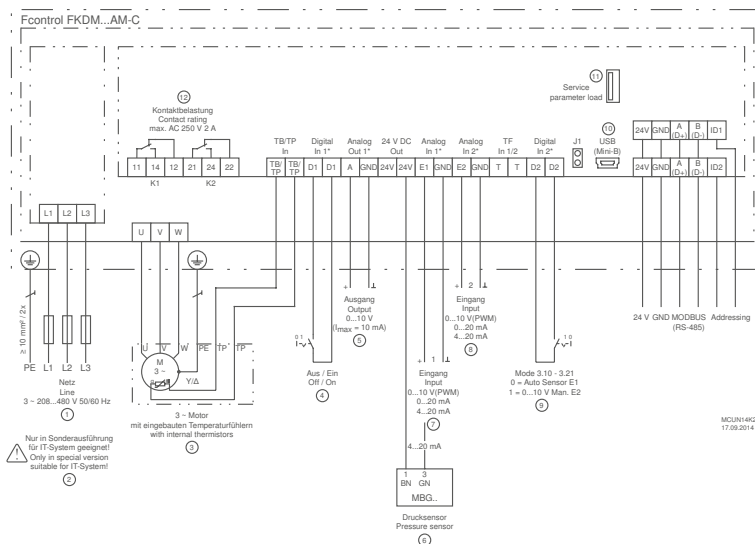 Fcontrol FKDM...AM-C
12
Kontaktbelastung
Contact rating
max. AC 250 V 2 A
11 14 12 21 24 22
K1 K2
11
Service
parameter load
10
USB
(Mini-B)
J1
TB/TP
In
Digital
In 1*
Analog
Out 1*
24 V DC
Out
Analog
In 1*
Analog
In 2*
TF
In 1/2
Digital
In 2*
TB/
TP
TB/
TP
D1 D1 A GND 24V 24V E1 GND E2 GND T T D2 D2
24V GND A
(D+)
B
(D-)
ID1
24V GND A
(D+)
B
(D-)
ID2
L1 L2 L3
U V W
≥ 10 mm² / 2x
PE L1 L2 L3
Netz
Line
3 ~ 208...480 V 50/60 Hz
1
Nur in Sonderausführung
für IT-System geeignet!
Only in special version
suitable for IT-System!
2
U V W PE TP TP
M
3 ~
Y/Δ
3 ~ Motor
mit eingebauten Temperaturfühlern
with internal thermistors
3
0 1
Aus / Ein
Off / On
4
+ ⊥
Ausgang
Output
0...10 V
(Imax = 10 mA)
5
+ 1 ⊥
Eingang
Input
0...10 V(PWM)
0...20 mA
4...20 mA
7
4...20 mA
1 3
BN GN
MBG..
Drucksensor
Pressure sensor
6
+ 2 ⊥
Eingang
Input
0...10 V(PWM)
0...20 mA
4...20 mA
8
1 0
Mode 3.10 - 3.21
0 = Auto Sensor E1
1 = 0...10 V Man. E2
9
24 V GND MODBUS
(RS-485)
Addressing
MCUN14K2
17.09.2014